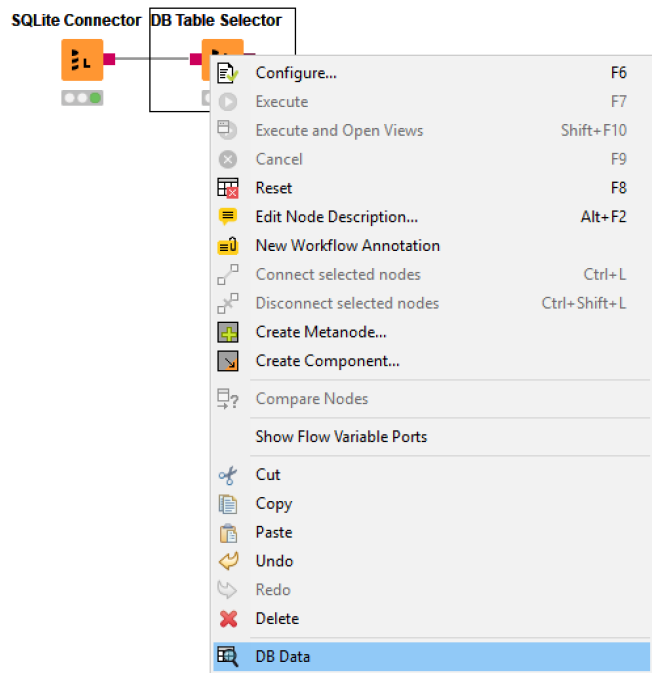 SQLite Connector DB Table Selector
Configure... F6
Execute F7
Execute and Open Views Shift+F10
Cancel F9
Reset F8
Edit Node Description... Alt+F2
New Workflow Annotation
Connect selected nodes Ctrl+L
Disconnect selected nodes Ctrl+Shift+L
Create Metanode...
Create Component...
Compare Nodes
Show Flow Variable Ports
Cut
Copy
Paste
Undo
Redo
Delete
DB Data